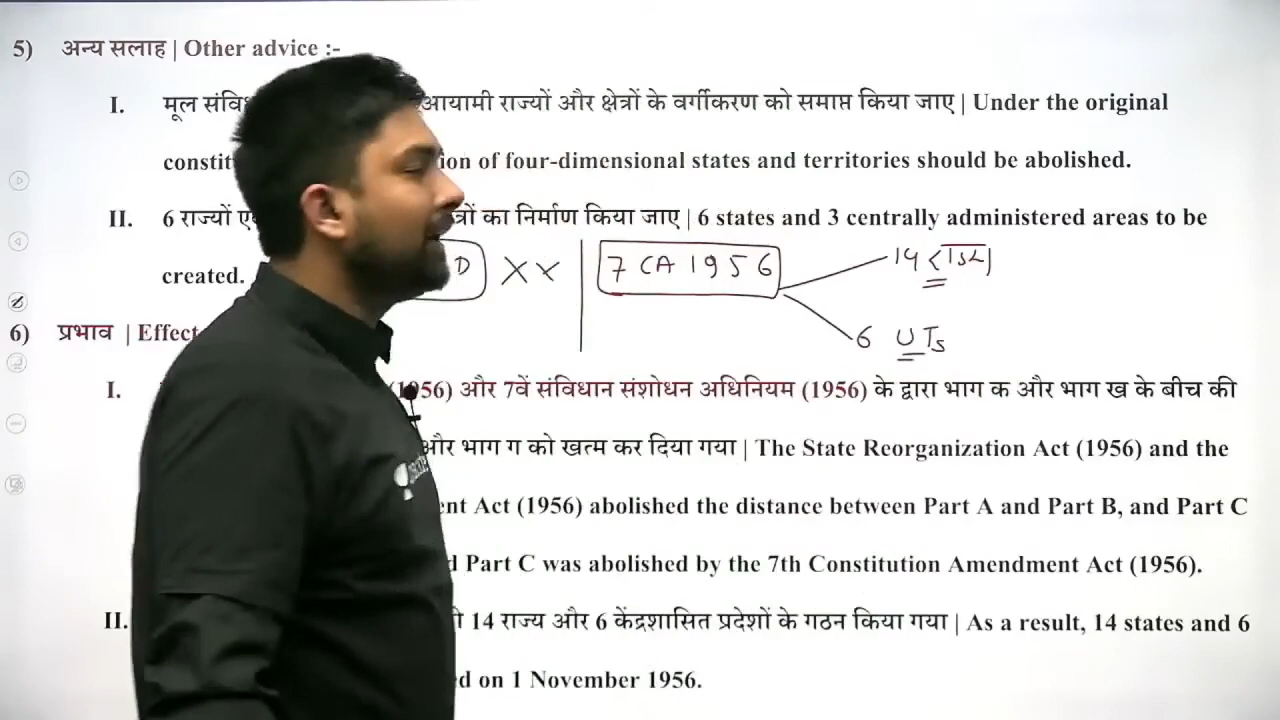 5) अन्य सलाह | Other advice :-
I. मूल आयामी राज्यों और क्षेत्रों के वर्गीकरण को समाप्त किया जाए | Under the original
of four-dimensional states and territories should be abolished.
II. 6 राज्यों का निर्माण किया जाए | 6 states and 3 centrally administered areas to be
created. D X X 7 CA 1956 14
6 UTs
6) प्रभाव | Effect
I. (1956) और 7वें संविधान संशोधन अधिनियम (1956) के द्वारा भाग क और भाग ख के बीच की
और भाग ग को खत्म कर दिया गया | The State Reorganization Act (1956) and the
Act (1956) abolished the distance between Part A and Part B, and Part C
Part C was abolished by the 7th Constitution Amendment Act (1956).
II. 14 राज्य और 6 केंद्रशासित प्रदेशों के गठन किया गया | As a result, 14 states and 6
on 1 November 1956.